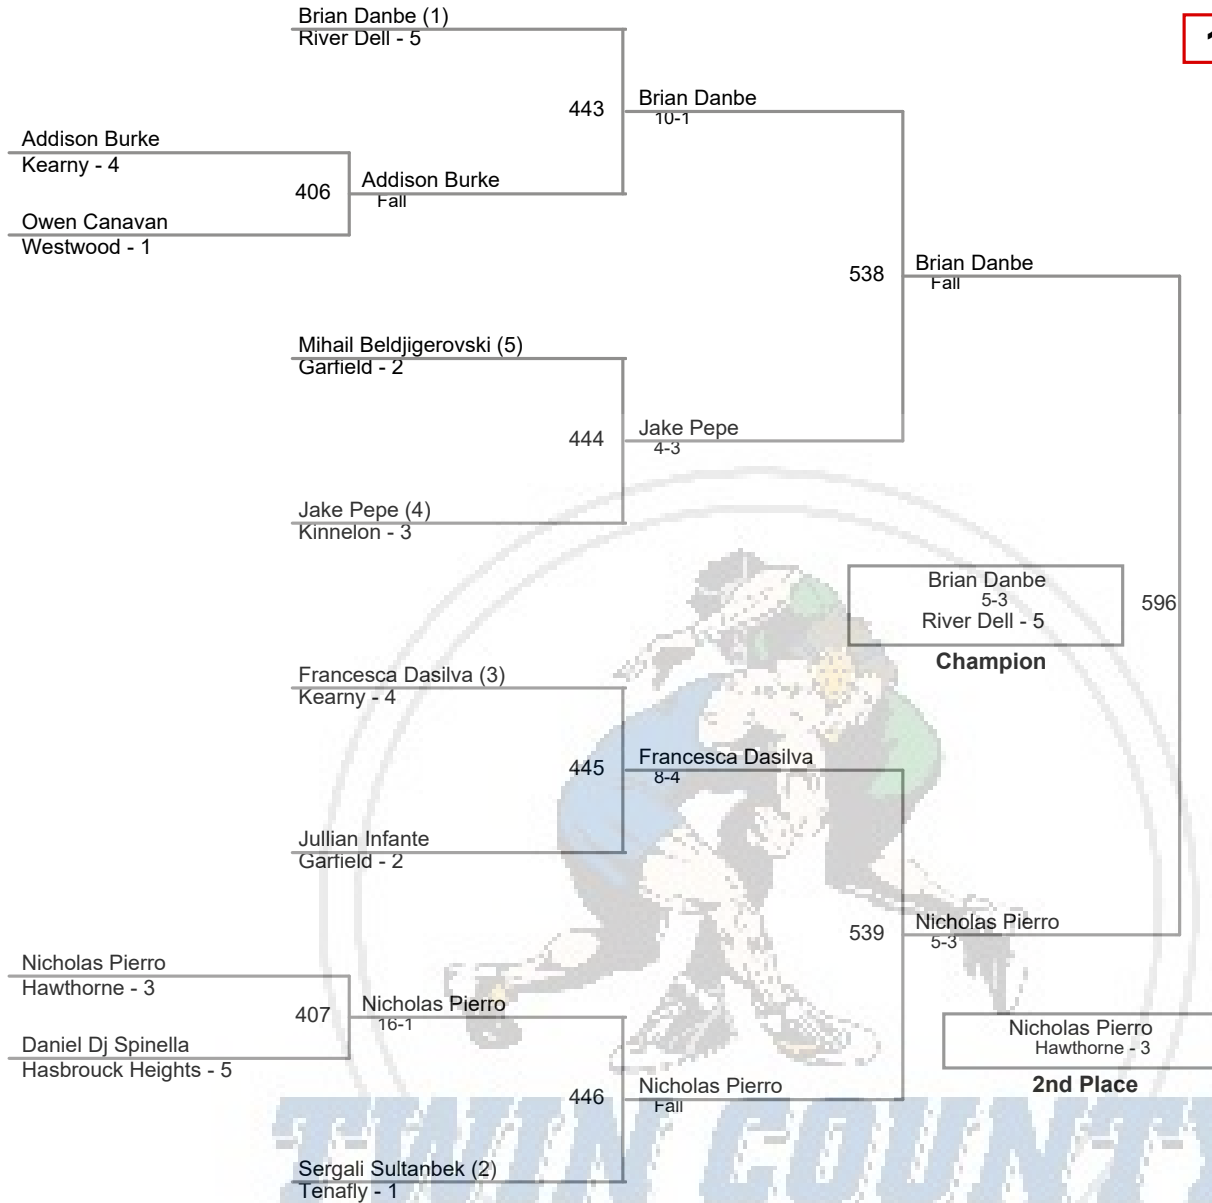 Brian Danbe (1)
River Dell - 5
443
Brian Danbe
10-1
Addison Burke
Kearny - 4
406
Addison Burke
Fall
Owen Canavan
Westwood - 1
538
Brian Danbe
Fall
Mihail Beldjigerovski (5)
Garfield - 2
444
Jake Pepe
4-3
Jake Pepe (4)
Kinnelon - 3
Brian Danbe
5-3
River Dell - 5
596
Champion
Francesca Dasilva (3)
Kearny - 4
445
Francesca Dasilva
8-4
Jullian Infante
Garfield - 2
539
Nicholas Pierro
5-3
Nicholas Pierro
Hawthorne - 3
407
Nicholas Pierro
16-1
Daniel Dj Spinella
Hasbrouck Heights - 5
Nicholas Pierro
Hawthorne - 3
2nd Place
446
Nicholas Pierro
Fall
Sergali Sultanbek (2)
Tenafly - 1
TWIN COUNTY